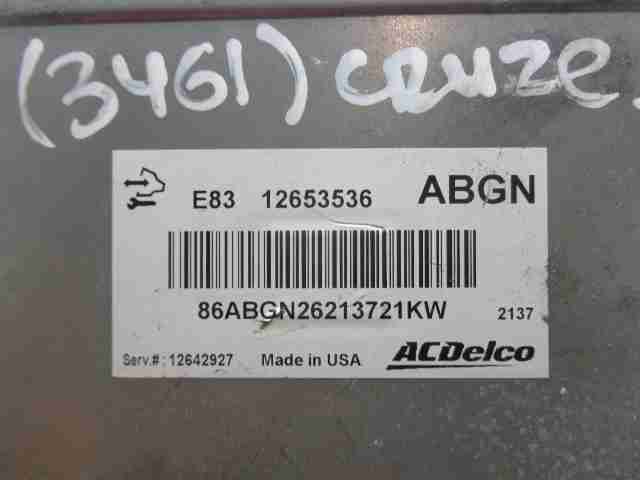 (3461) cruze.
E83 12653536 ABGN
86ABGN26213721KW 2137
Serv.#: 12642927 Made in USA ACDelco